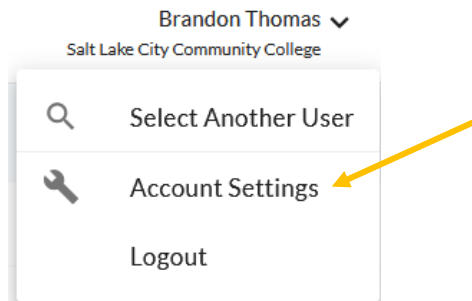 Brandon Thomas
Salt Lake City Community College
Select Another User
Account Settings
Logout